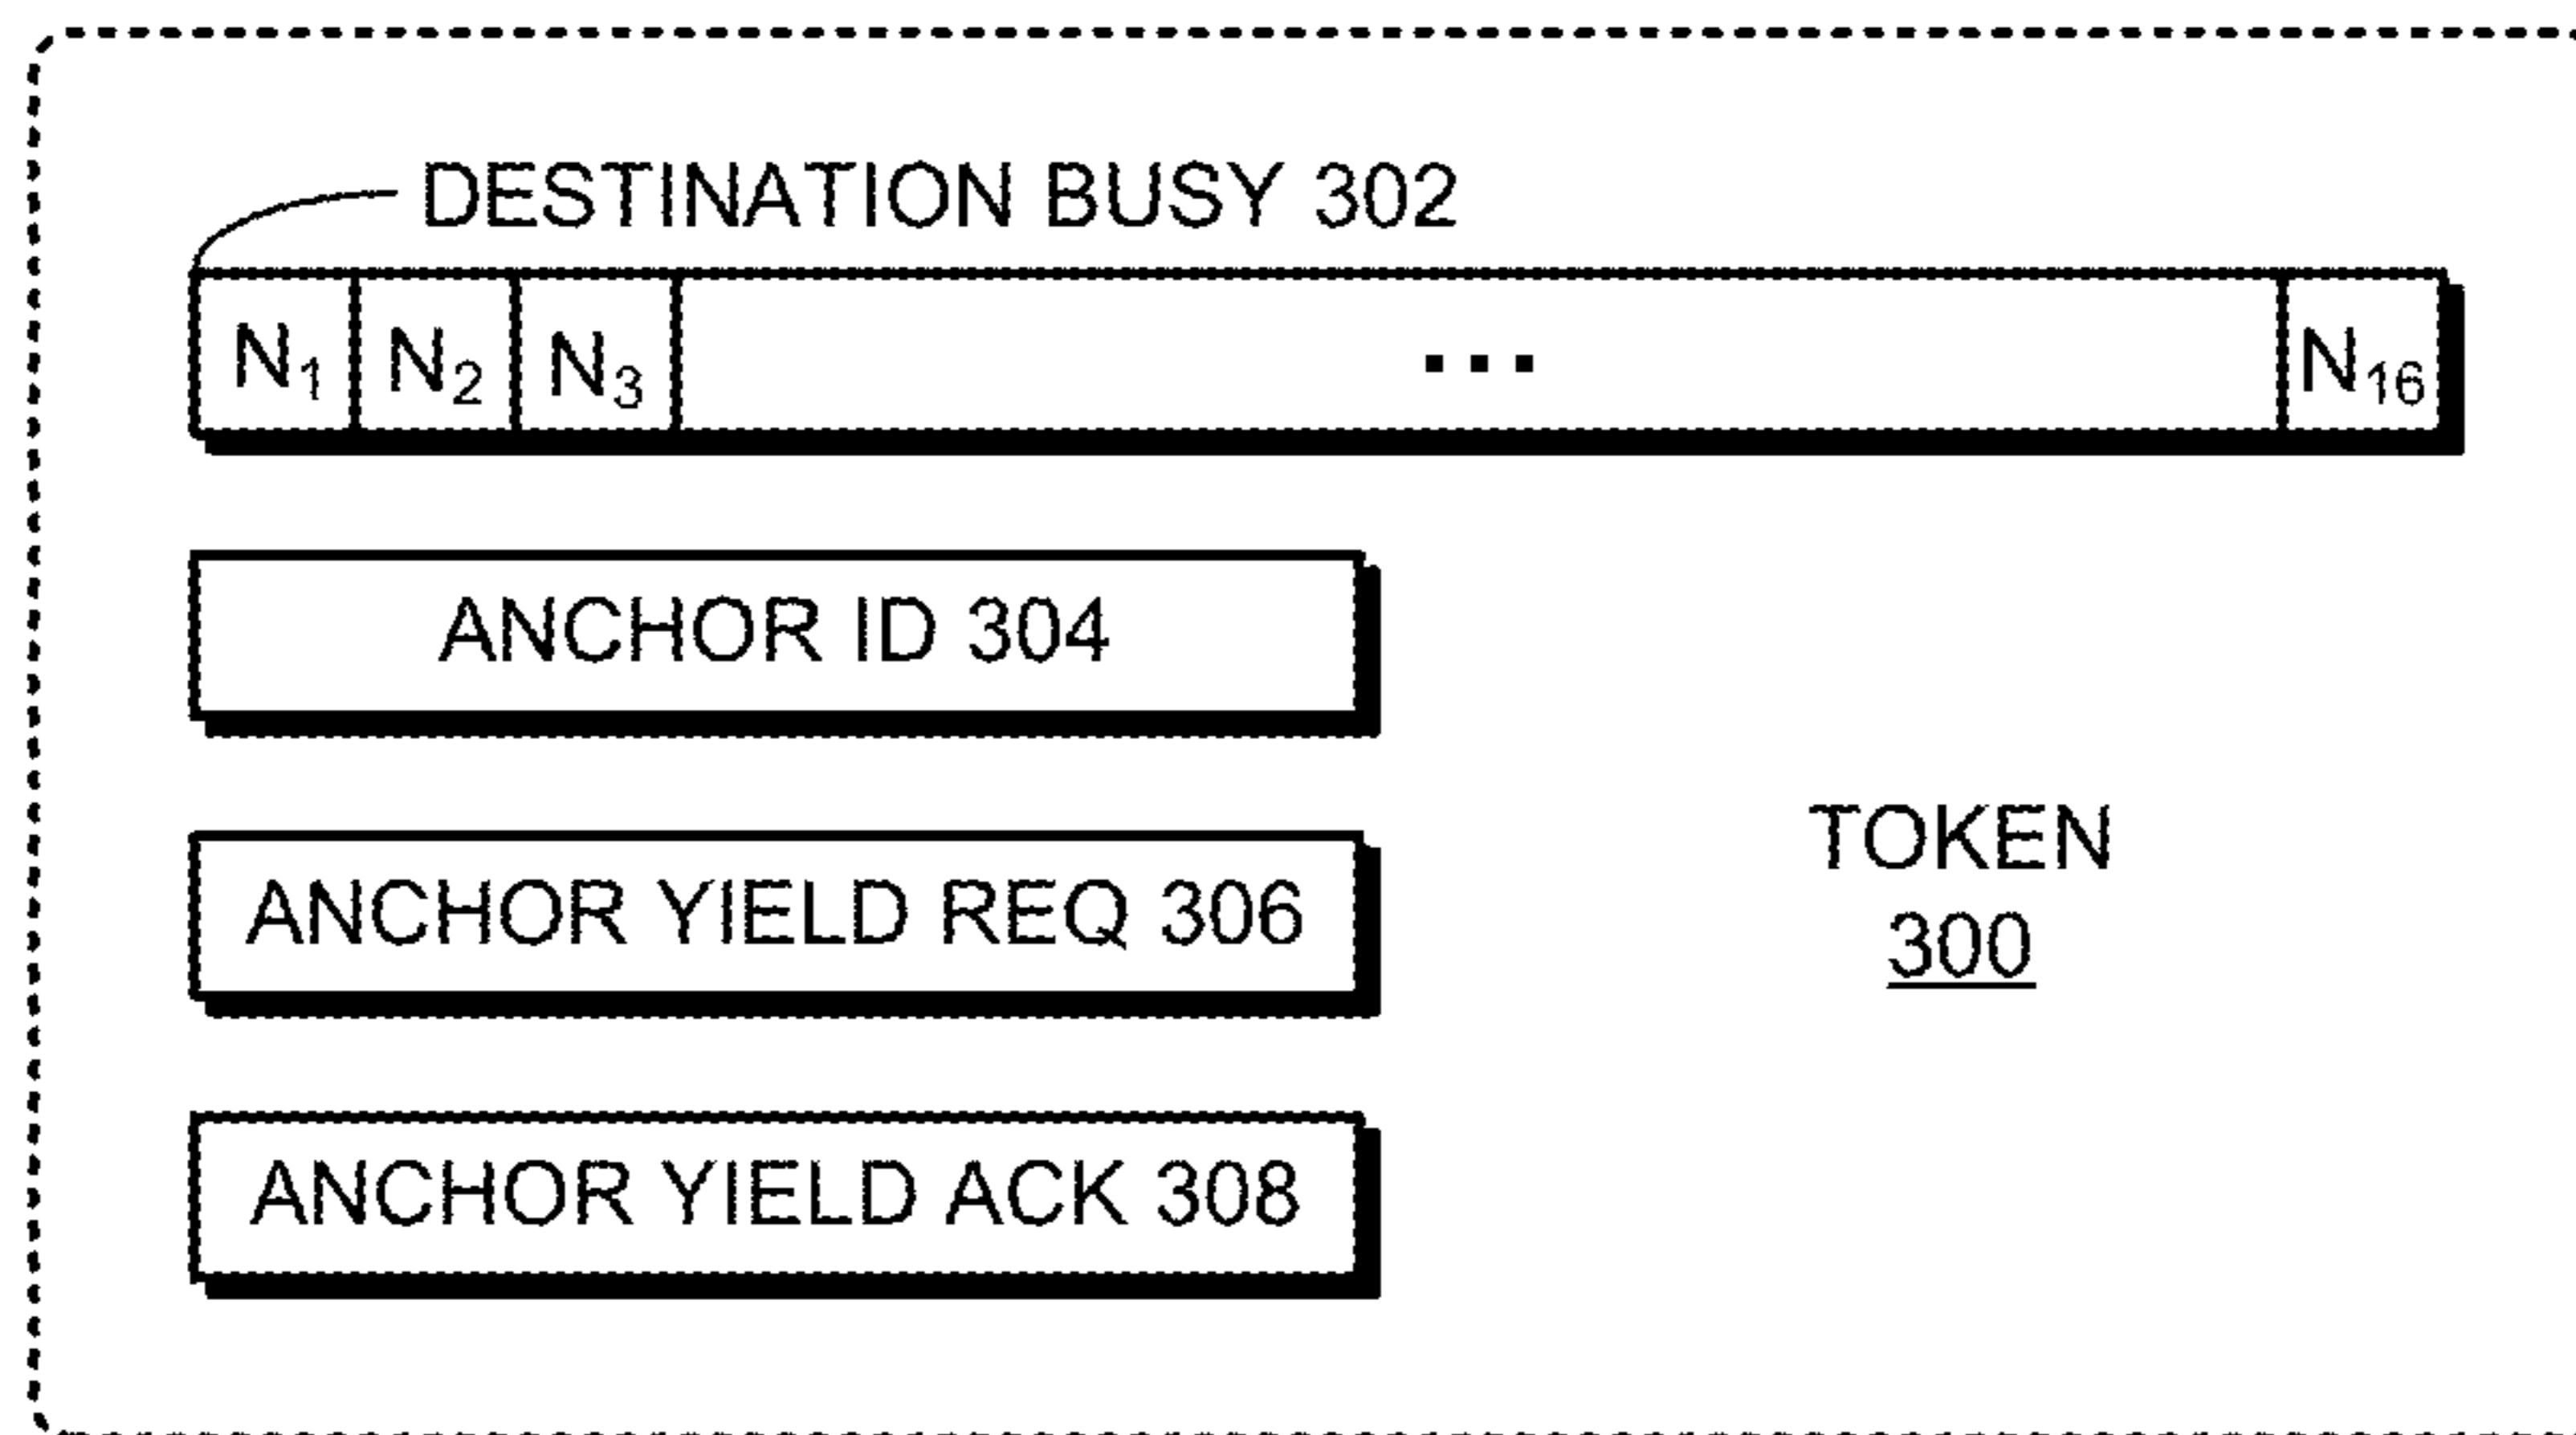 DESTINATION BUSY 302
N₁ N₂ N₃ ... N₁₆
ANCHOR ID 304
ANCHOR YIELD REQ 306
TOKEN
300
ANCHOR YIELD ACK 308